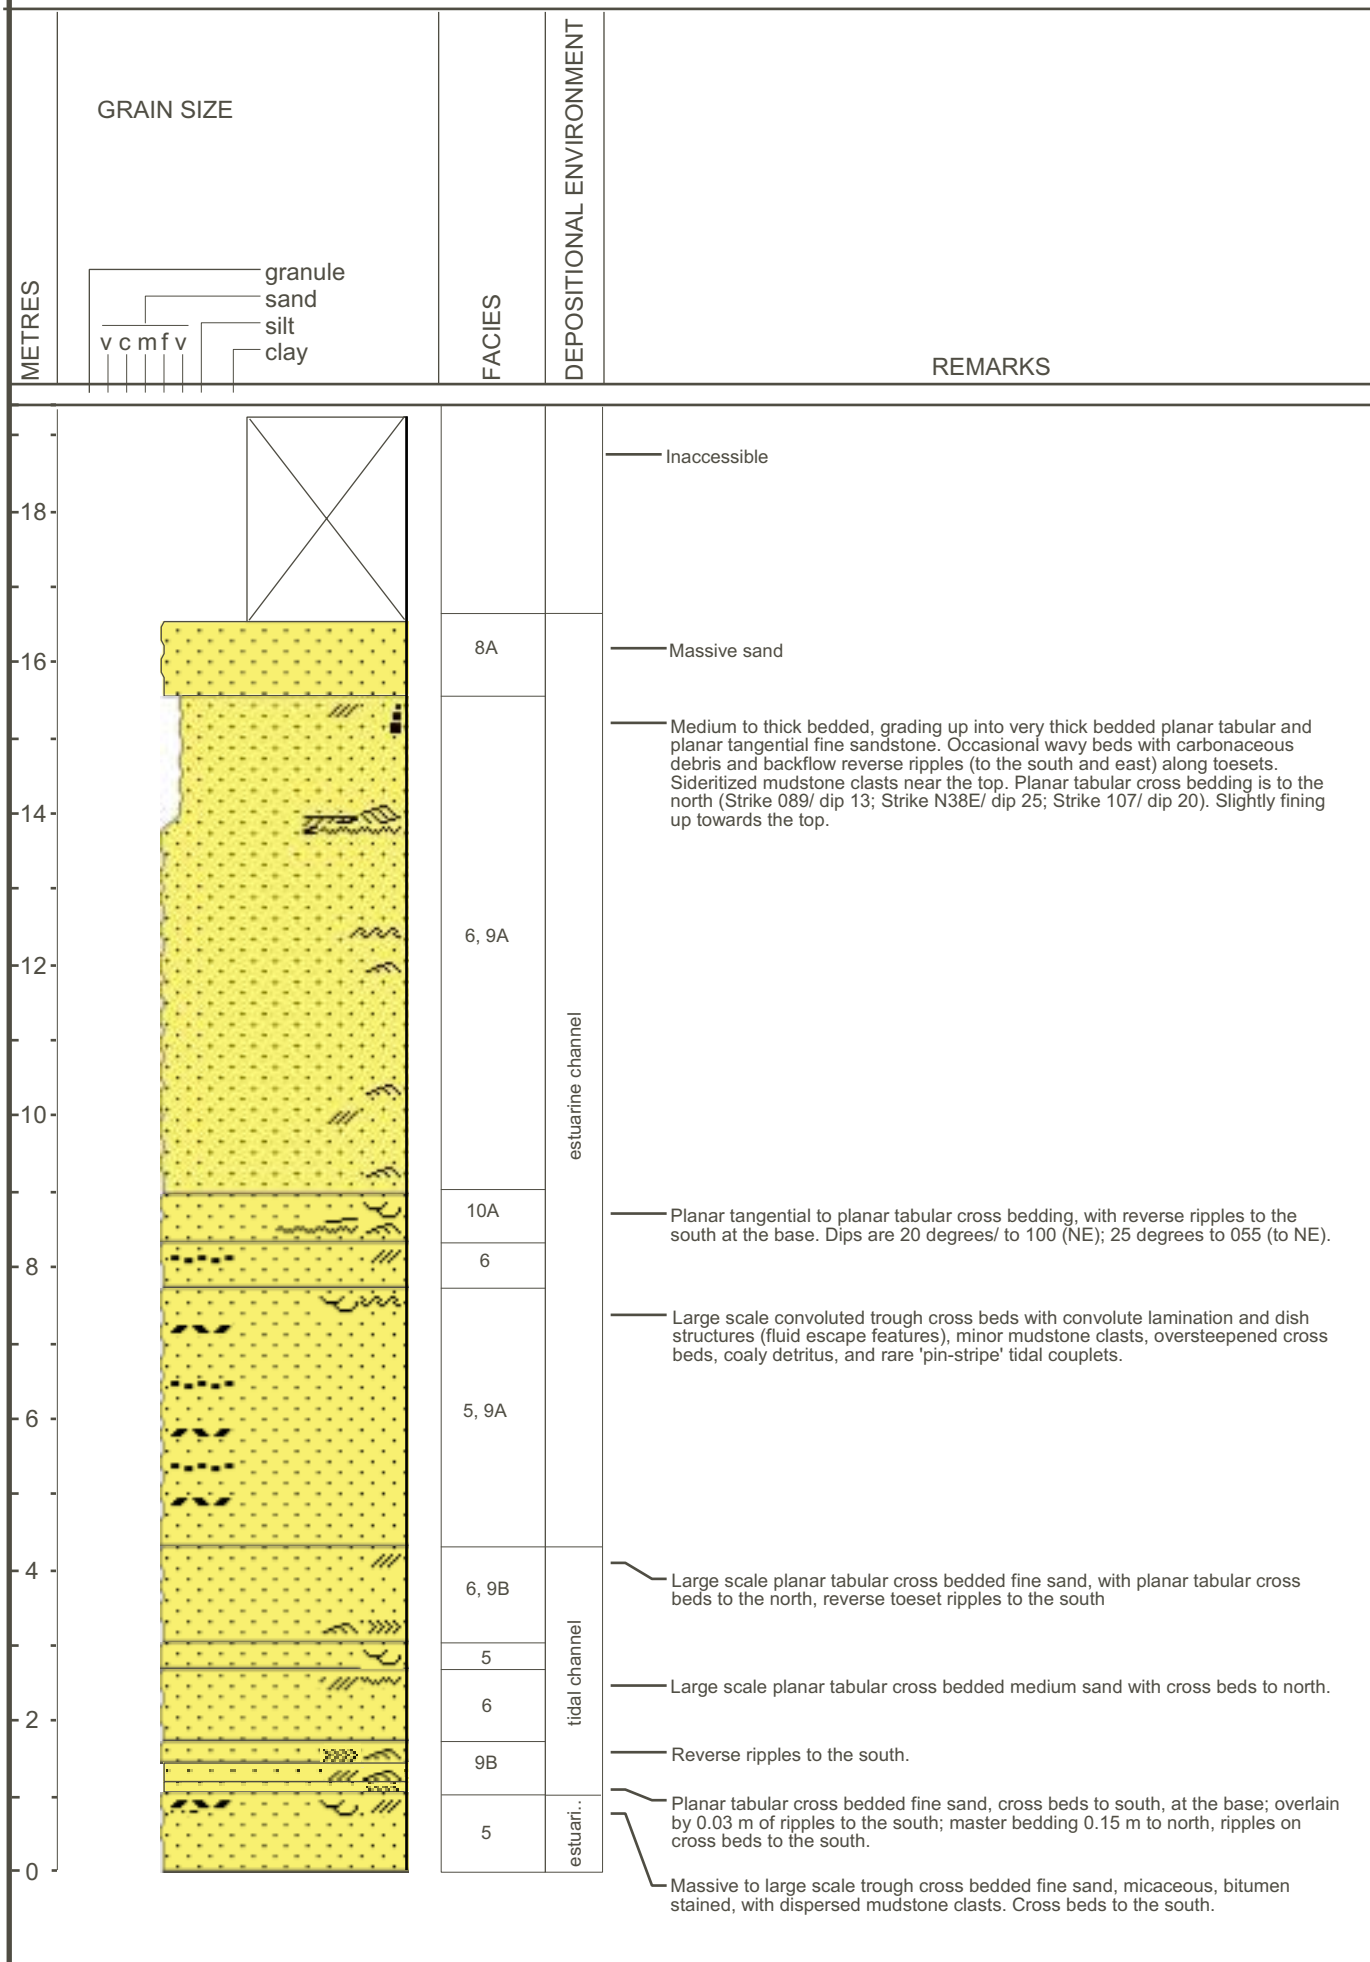 METRES
GRAIN SIZE
granule
sand
silt
clay
v c m f v
FACIES
DEPOSITIONAL ENVIRONMENT
REMARKS
18
16
14
12
10
8
6
4
2
0
8A
6, 9A
10A
6
5, 9A
6, 9B
5
6
9B
5
estuarine channel
tidal channel
estuari..
Inaccessible
Massive sand
Medium to thick bedded, grading up into very thick bedded planar tabular and
planar tangential fine sandstone. Occasional wavy beds with carbonaceous
debris and backflow reverse ripples (to the south and east) along toesets.
Sideritized mudstone clasts near the top. Planar tabular cross bedding is to the
north (Strike 089/ dip 13; Strike N38E/ dip 25; Strike 107/ dip 20). Slightly fining
up towards the top.
Planar tangential to planar tabular cross bedding, with reverse ripples to the
south at the base. Dips are 20 degrees/ to 100 (NE); 25 degrees to 055 (to NE).
Large scale convoluted trough cross beds with convolute lamination and dish
structures (fluid escape features), minor mudstone clasts, oversteepened cross
beds, coaly detritus, and rare 'pin-stripe' tidal couplets.
Large scale planar tabular cross bedded fine sand, with planar tabular cross
beds to the north, reverse toeset ripples to the south
Large scale planar tabular cross bedded medium sand with cross beds to north.
Reverse ripples to the south.
Planar tabular cross bedded fine sand, cross beds to south, at the base; overlain
by 0.03 m of ripples to the south; master bedding 0.15 m to north, ripples on
cross beds to the south.
Massive to large scale trough cross bedded fine sand, micaceous, bitumen
stained, with dispersed mudstone clasts. Cross beds to the south.